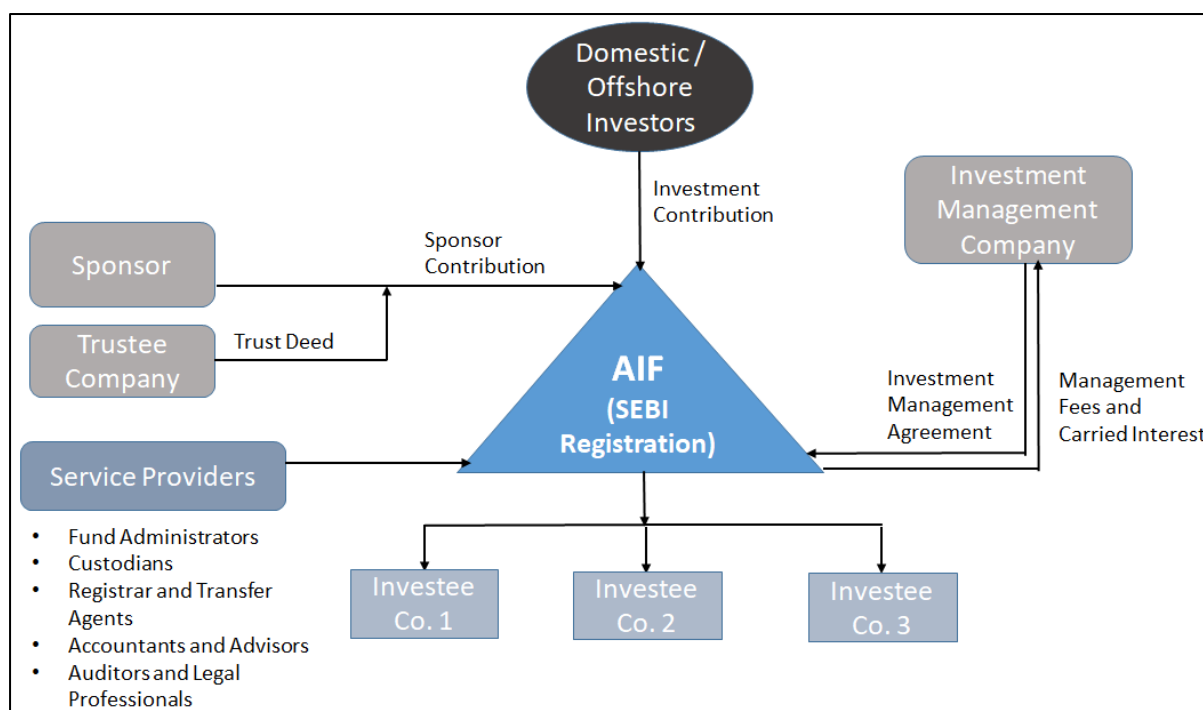 Domestic /
Offshore
Investors
Investment
Contribution
Investment
Management
Company
Sponsor
Sponsor
Contribution
Trustee
Company
Trust Deed
AIF
(SEBI
Registration)
Investment
Management
Agreement
Management
Fees and
Carried Interest
Service Providers
• Fund Administrators
• Custodians
• Registrar and Transfer
Agents
• Accountants and Advisors
• Auditors and Legal
Professionals
Investee
Co. 1
Investee
Co. 2
Investee
Co. 3